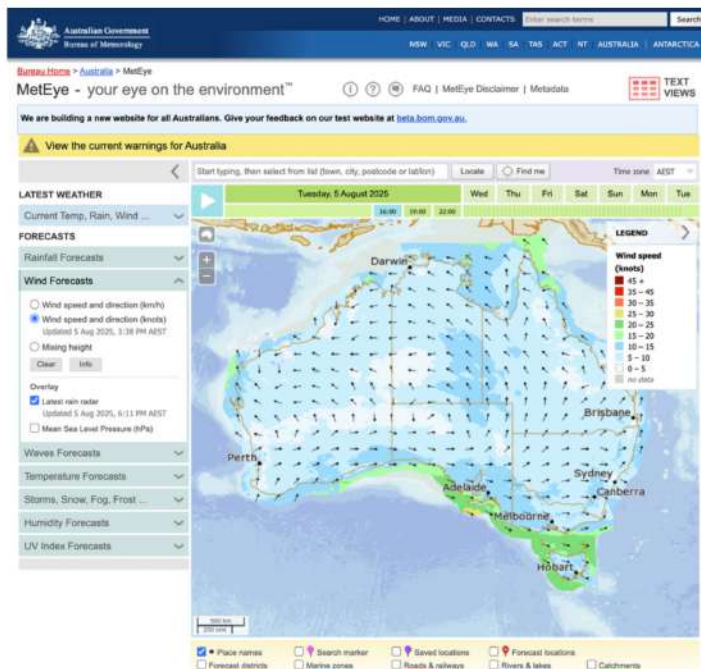 HOME | ABOUT | MEDIA | CONTACTS
Enter search terms
Search
Australian Government
Bureau of Meteorology
NSW VIC QLD WA SA TAS ACT NT AUSTRALIA ANTARCTICA
Bureau Home > Australia > MetEye
MetEye - your eye on the environment™
FAQ | MetEye Disclaimer | Metadata
TEXT VIEWS
We are building a new website for all Australians. Give your feedback on our test website at beta.bom.gov.au.
View the current warnings for Australia
Start typing, then select from list (town, city, postcode or lat/lon)
Locate
Find me
Time zone AEST
LATEST WEATHER
Current Temp, Rain, Wind ...
FORECASTS
Rainfall Forecasts
Wind Forecasts
Wind speed and direction (km/h)
Wind speed and direction (knots)
Updated 5 Aug 2025, 3:38 PM AEST
Mixing height
Clear Info
Overlay
Latest rain radar
Updated 5 Aug 2025, 6:11 PM AEST
Mean Sea Level Pressure (hPa)
Waves Forecasts
Temperature Forecasts
Storms, Snow, Fog, Frost ...
Humidity Forecasts
UV Index Forecasts
Tuesday, 5 August 2025 Wed Thu Fri Sat Sun Mon Tue
16:00 19:00 22:00
+
−
LEGEND
Wind speed
(knots)
45 +
35 – 45
30 – 35
25 – 30
20 – 25
15 – 20
10 – 15
5 – 10
0 – 5
no data
Darwin
Brisbane
Perth
Sydney
Adelaide
Canberra
Melbourne
Hobart
500 km
200 mi
Place names
Search marker
Saved locations
Forecast locations
Forecast districts
Marine zones
Roads & railways
Rivers & lakes
Catchments